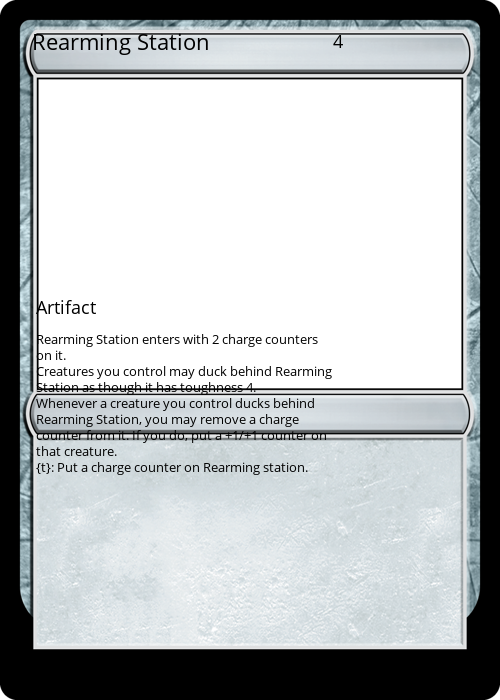 Rearming Station 4
Artifact
Rearming Station enters with 2 charge counters
on it.
Creatures you control may duck behind Rearming
Station as though it has toughness 4.
Whenever a creature you control ducks behind
Rearming Station, you may remove a charge
counter from it. If you do, put a +1/+1 counter on
that creature.
{t}: Put a charge counter on Rearming station.